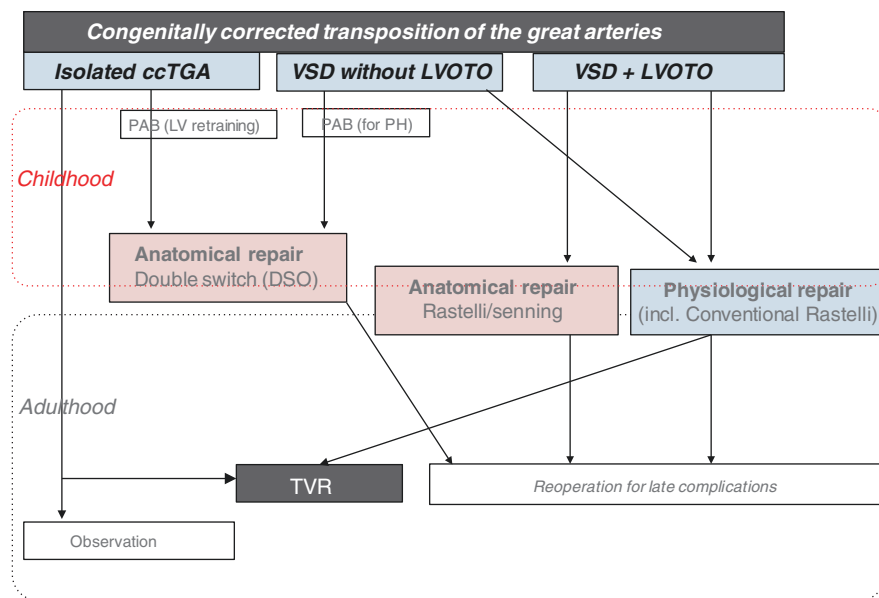 Congenitally corrected transposition of the great arteries
Isolated ccTGA
VSD without LVOTO
VSD + LVOTO
PAB (LV retraining)
PAB (for PH)
Childhood
Anatomical repair
Double switch (DSO)
Anatomical repair
Rastelli/senning
Physiological repair
(incl. Conventional Rastelli)
Adulthood
TVR
Reoperation for late complications
Observation